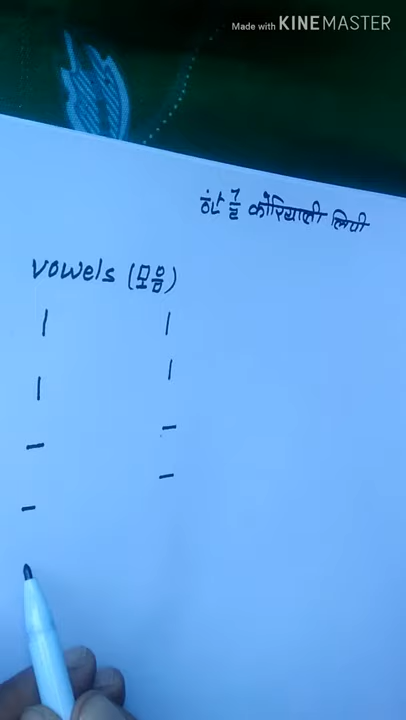 Made with KINEMASTER
한글 कोरियाली लिपी
vowels (모음)
ㅣ ㅣ
ㅣ ㅣ
ㅡ ㅡ
ㅡ ㅡ